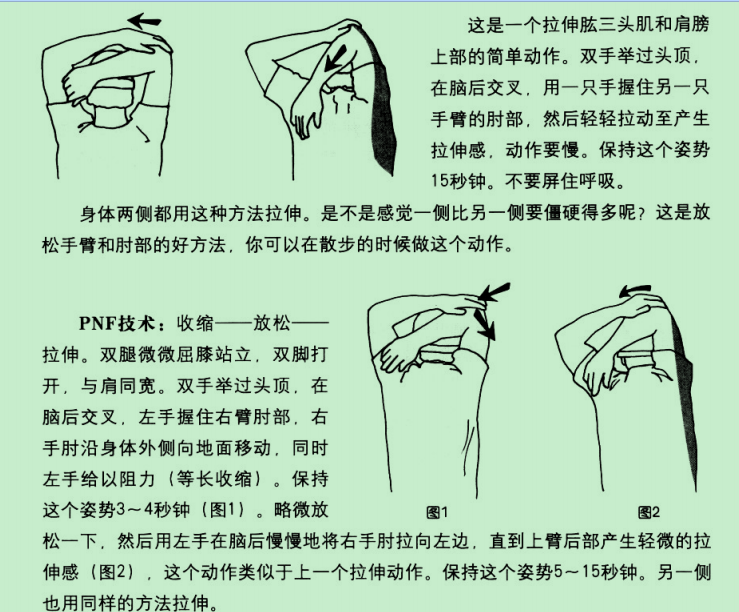 这是一个拉伸肱三头肌和肩膀
上部的简单动作。双手举过头顶，
在脑后交叉，用一只手握住另一只
手臂的肘部，然后轻轻拉动至产生
拉伸感，动作要慢。保持这个姿势
15秒钟。不要屏住呼吸。
身体两侧都用这种方法拉伸。是不是感觉一侧比另一侧要僵硬得多呢？这是放
松手臂和肘部的好方法，你可以在散步的时候做这个动作。
PNF技术：收缩——放松——
拉伸。双腿微微屈膝站立，双脚打
开，与肩同宽。双手举过头顶，在
脑后交叉，左手握住右臂肘部，右
手肘沿身体外侧向地面移动，同时
左手给以阻力（等长收缩）。保持
这个姿势3～4秒钟（图1）。略微放
松一下，然后用左手在脑后慢慢地将右手肘拉向左边，直到上臂后部产生轻微的拉
伸感（图2），这个动作类似于上一个拉伸动作。保持这个姿势5～15秒钟。另一侧
也用同样的方法拉伸。
图1
图2